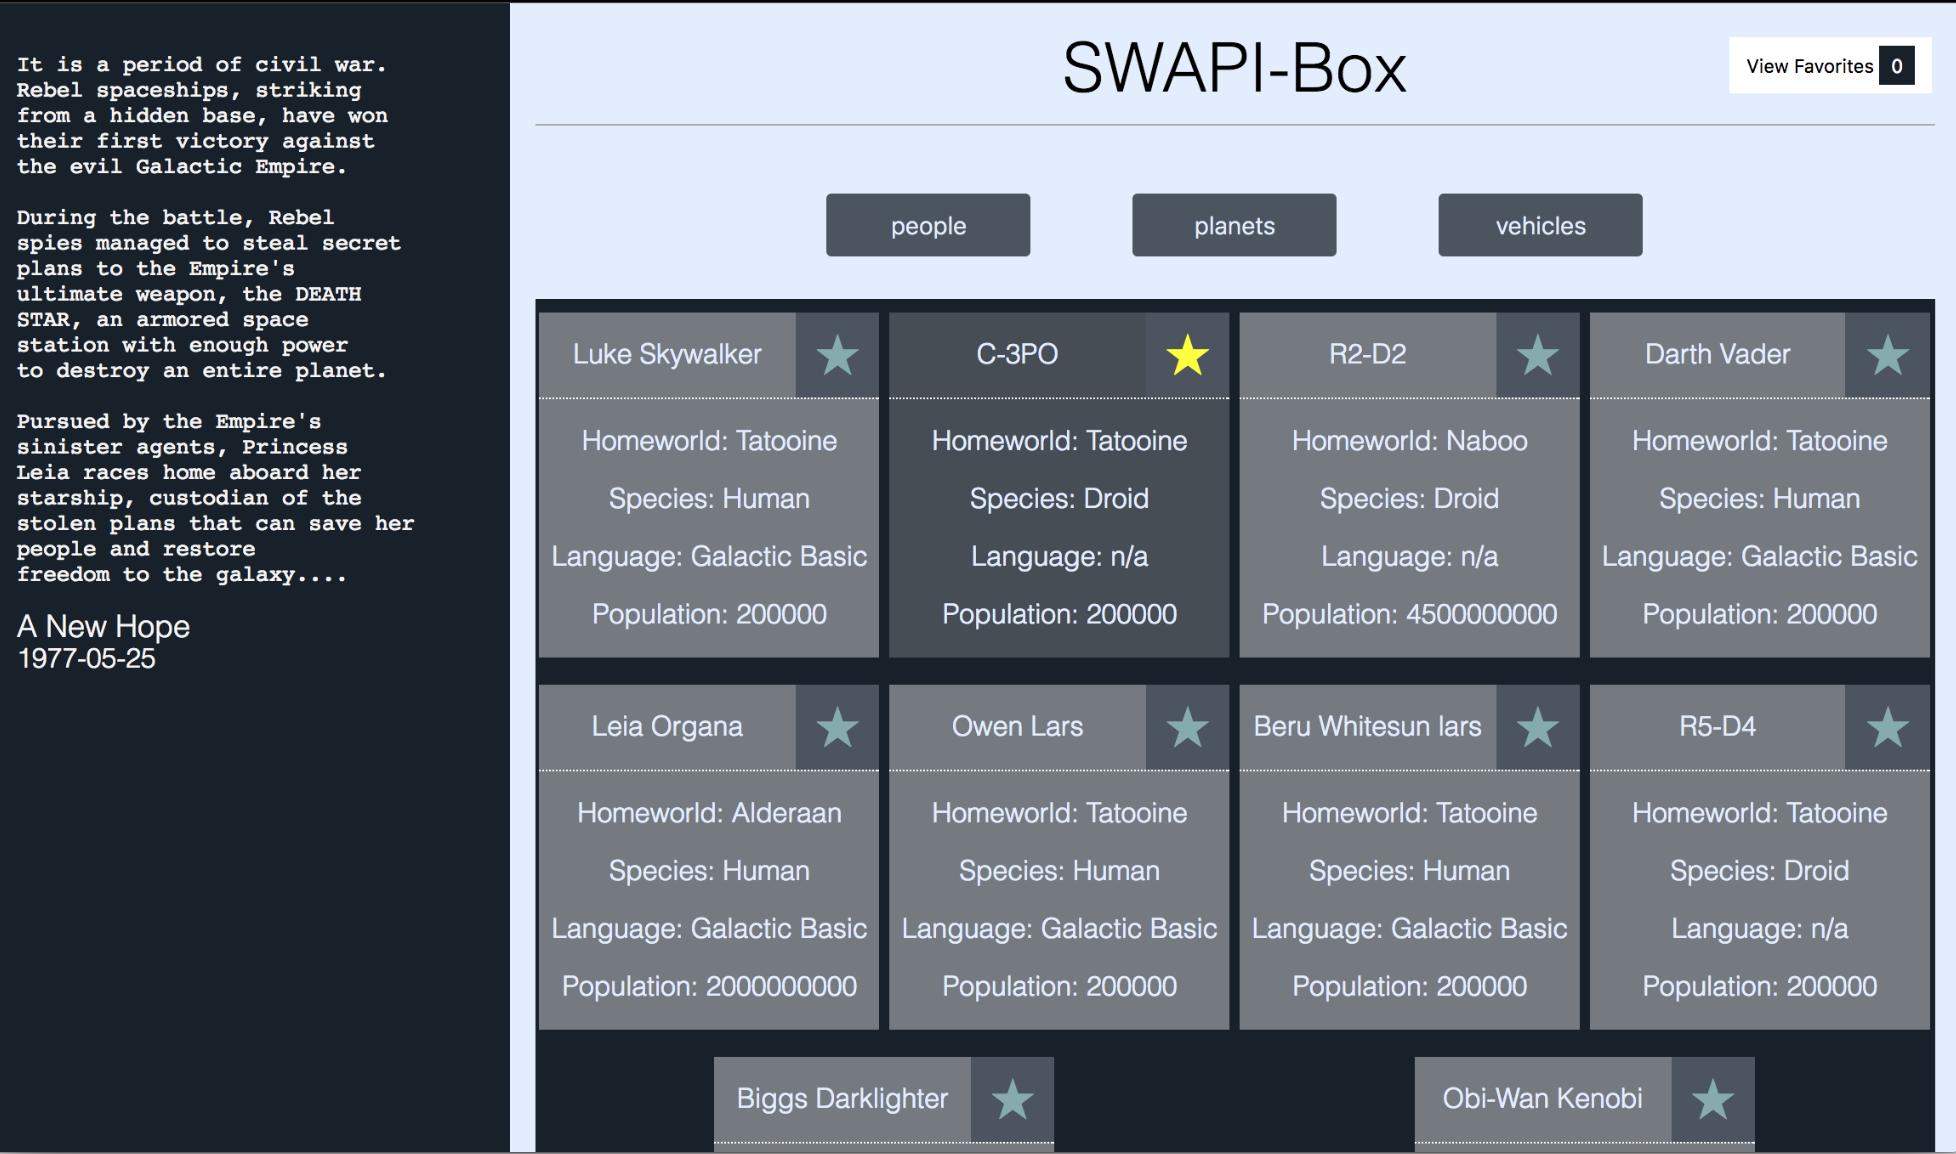 It is a period of civil war.
Rebel spaceships, striking
from a hidden base, have won
their first victory against
the evil Galactic Empire.
During the battle, Rebel
spies managed to steal secret
plans to the Empire's
ultimate weapon, the DEATH
STAR, an armored space
station with enough power
to destroy an entire planet.
Pursued by the Empire's
sinister agents, Princess
Leia races home aboard her
starship, custodian of the
stolen plans that can save her
people and restore
freedom to the galaxy....
A New Hope
1977-05-25
SWAPI-Box
View Favorites 0
people
planets
vehicles
Luke Skywalker
Homeworld: Tatooine
Species: Human
Language: Galactic Basic
Population: 200000
C-3PO
Homeworld: Tatooine
Species: Droid
Language: n/a
Population: 200000
R2-D2
Homeworld: Naboo
Species: Droid
Language: n/a
Population: 4500000000
Darth Vader
Homeworld: Tatooine
Species: Human
Language: Galactic Basic
Population: 200000
Leia Organa
Homeworld: Alderaan
Species: Human
Language: Galactic Basic
Population: 2000000000
Owen Lars
Homeworld: Tatooine
Species: Human
Language: Galactic Basic
Population: 200000
Beru Whitesun lars
Homeworld: Tatooine
Species: Human
Language: Galactic Basic
Population: 200000
R5-D4
Homeworld: Tatooine
Species: Droid
Language: n/a
Population: 200000
Biggs Darklighter
Obi-Wan Kenobi